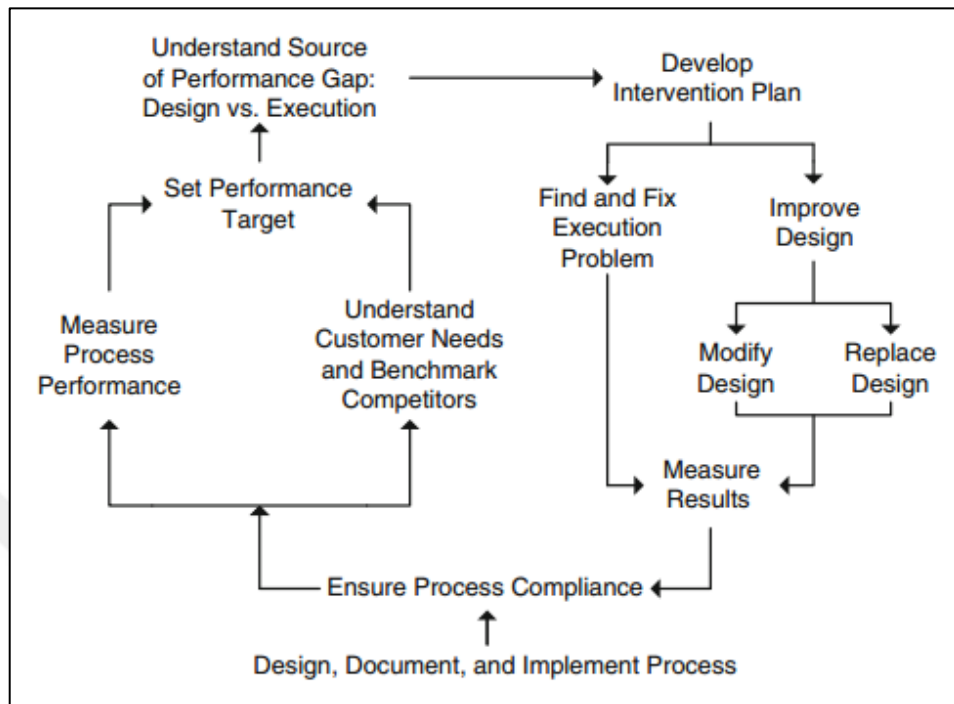 Understand Source
of Performance Gap:
Design vs. Execution
Develop
Intervention Plan
Set Performance
Target
Find and Fix
Execution
Problem
Improve
Design
Measure
Process
Performance
Understand
Customer Needs
and Benchmark
Competitors
Modify
Design
Replace
Design
Measure
Results
Ensure Process Compliance
Design, Document, and Implement Process